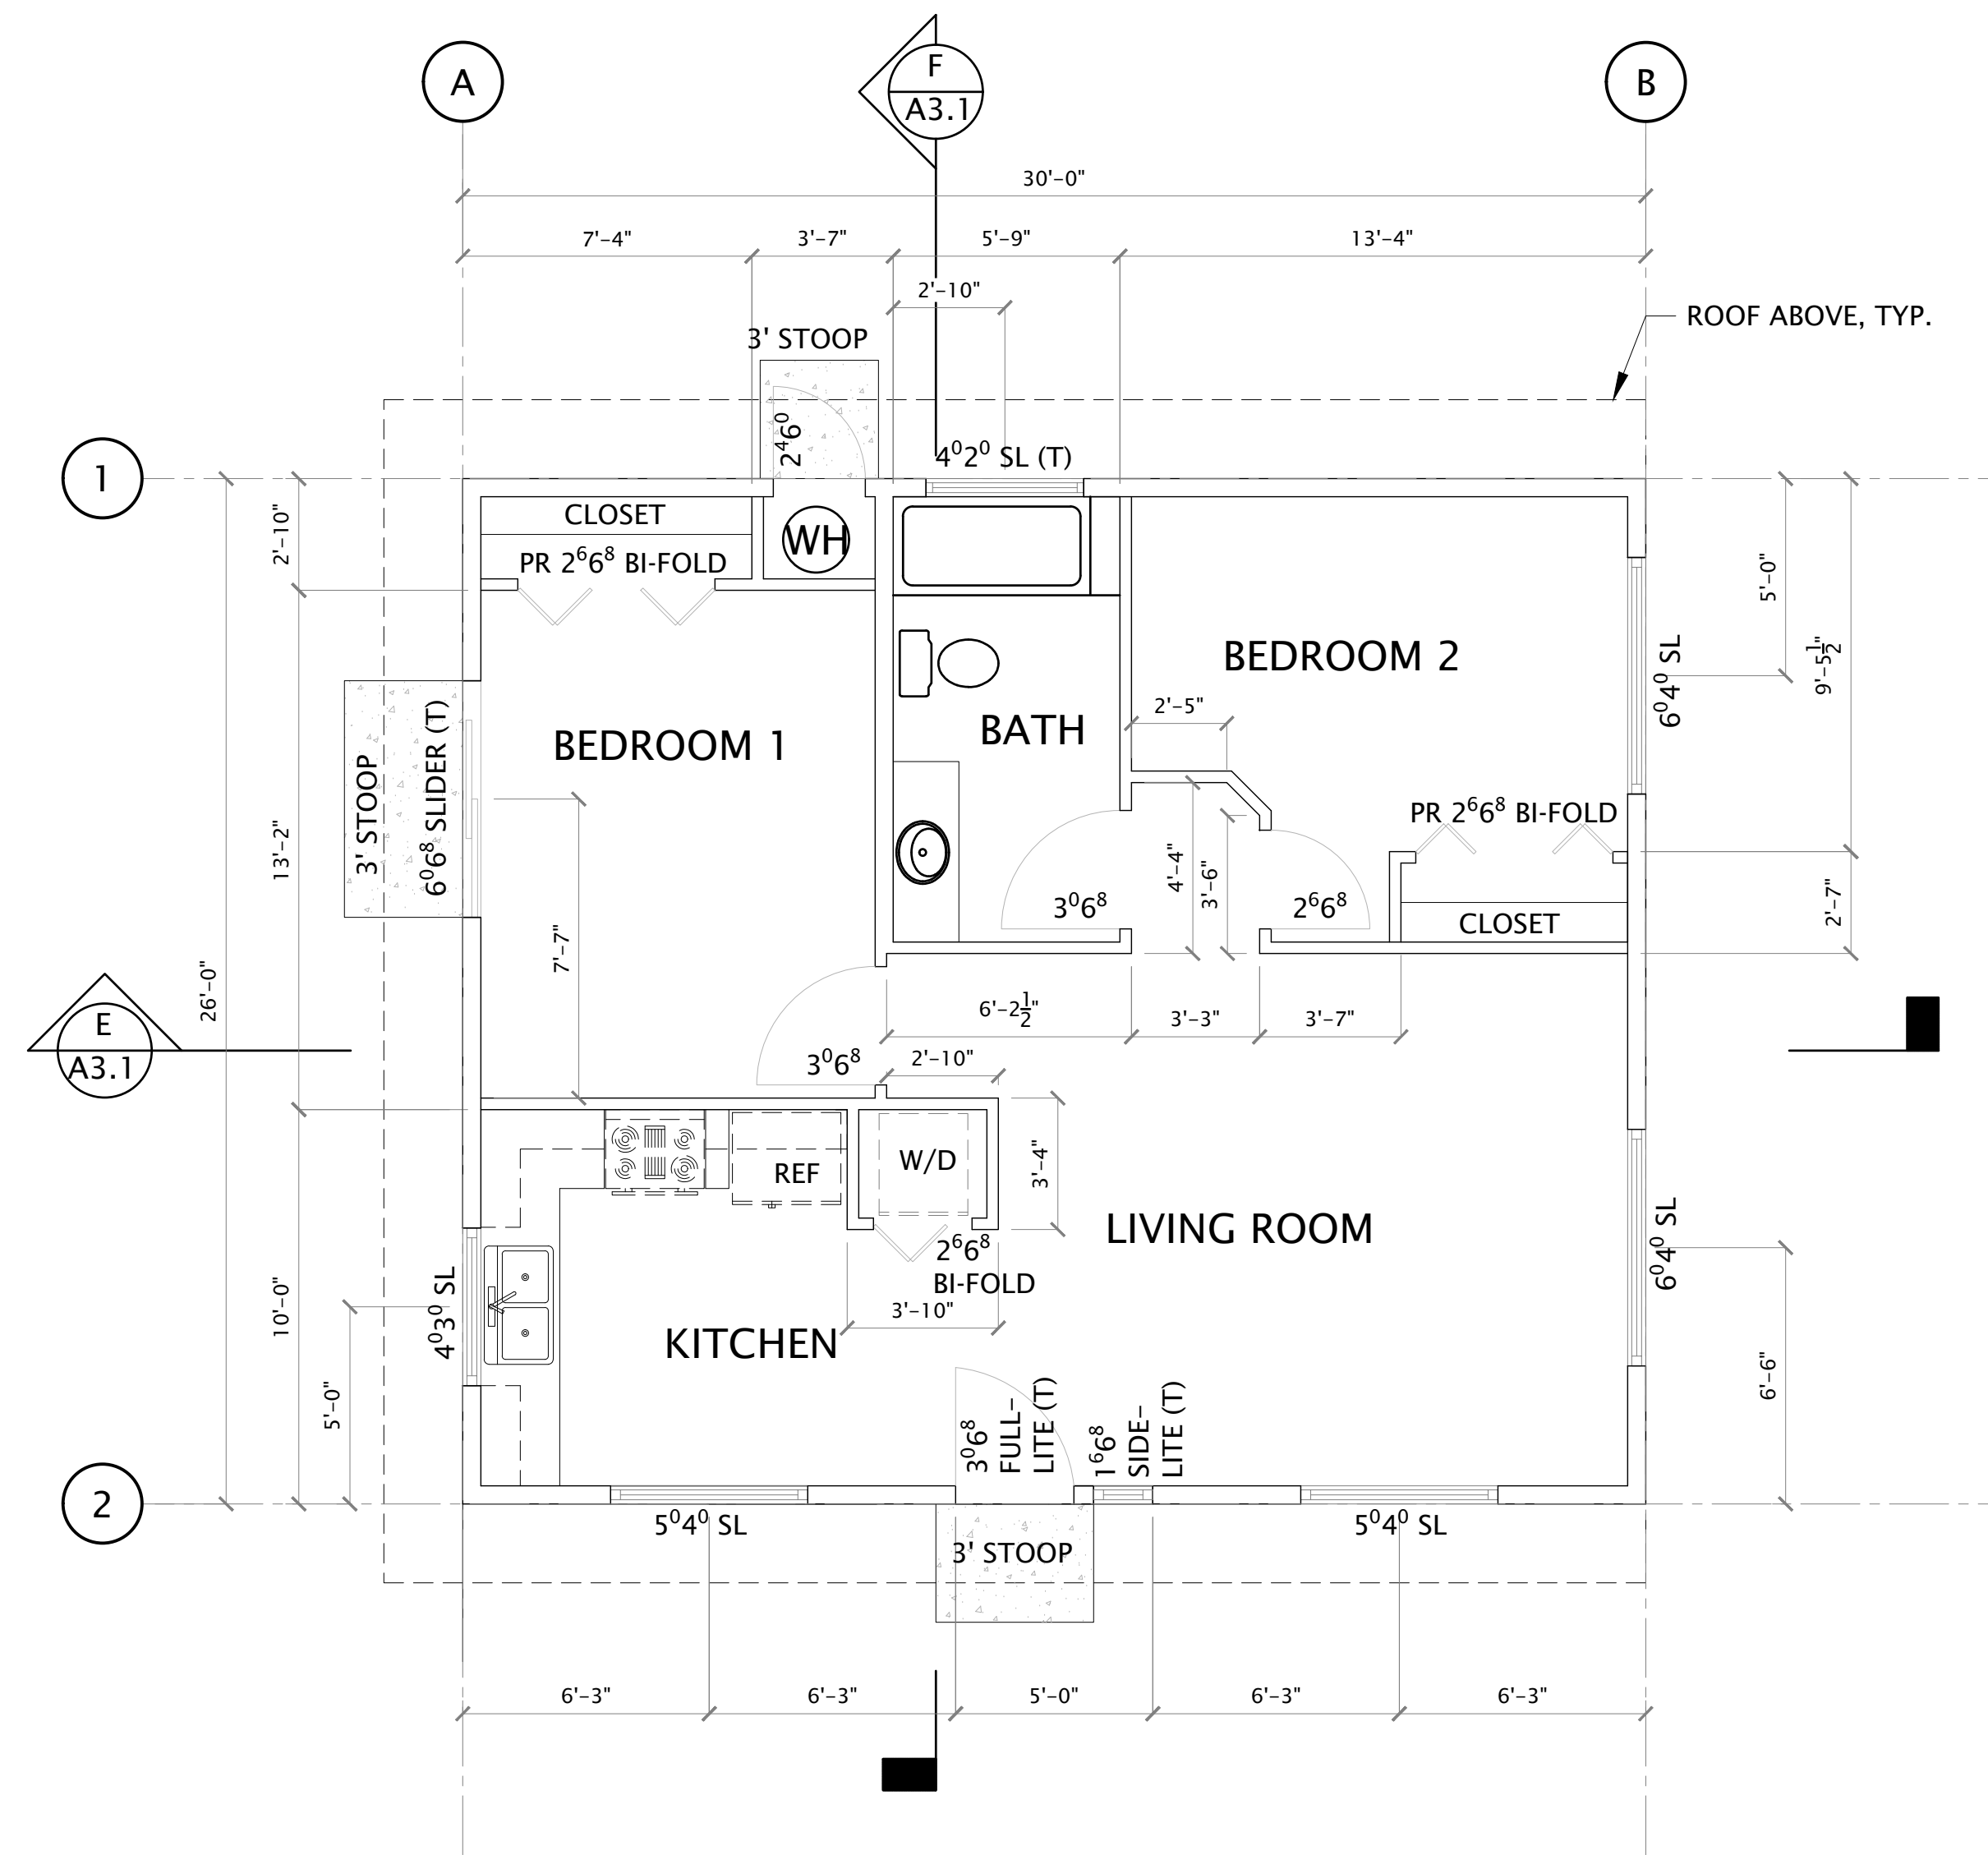 A
F
A3.1
B
30'–0"
7'–4"
3'–7"
5'–9"
13'–4"
2'–10"
ROOF ABOVE, TYP.
3' STOOP
2⁴6⁰
4⁰2⁰ SL (T)
1
2'–10"
CLOSET
WH
PR 2⁶6⁸ BI-FOLD
5'–0"
9'–5½"
6⁰4⁰ SL
BEDROOM 2
2'–5"
BATH
BEDROOM 1
3' STOOP
6⁰6⁸ SLIDER (T)
13'–2"
PR 2⁶6⁸ BI-FOLD
4'–4"
3'–6"
3⁰6⁸
2⁶6⁸
CLOSET
2'–7"
7'–7"
26'–0"
E
A3.1
6'–2½"
3'–3"
3'–7"
3⁰6⁸
2'–10"
3'–4"
W/D
REF
LIVING ROOM
6⁰4⁰ SL
2⁶6⁸
BI-FOLD
3'–10"
KITCHEN
4⁰3⁰ SL
10'–0"
5'–0"
6'–6"
3⁰6⁸
FULL–
LITE (T)
1⁶6⁸
SIDE–
LITE (T)
2
5⁰4⁰ SL
5⁰4⁰ SL
3' STOOP
6'–3"
6'–3"
5'–0"
6'–3"
6'–3"